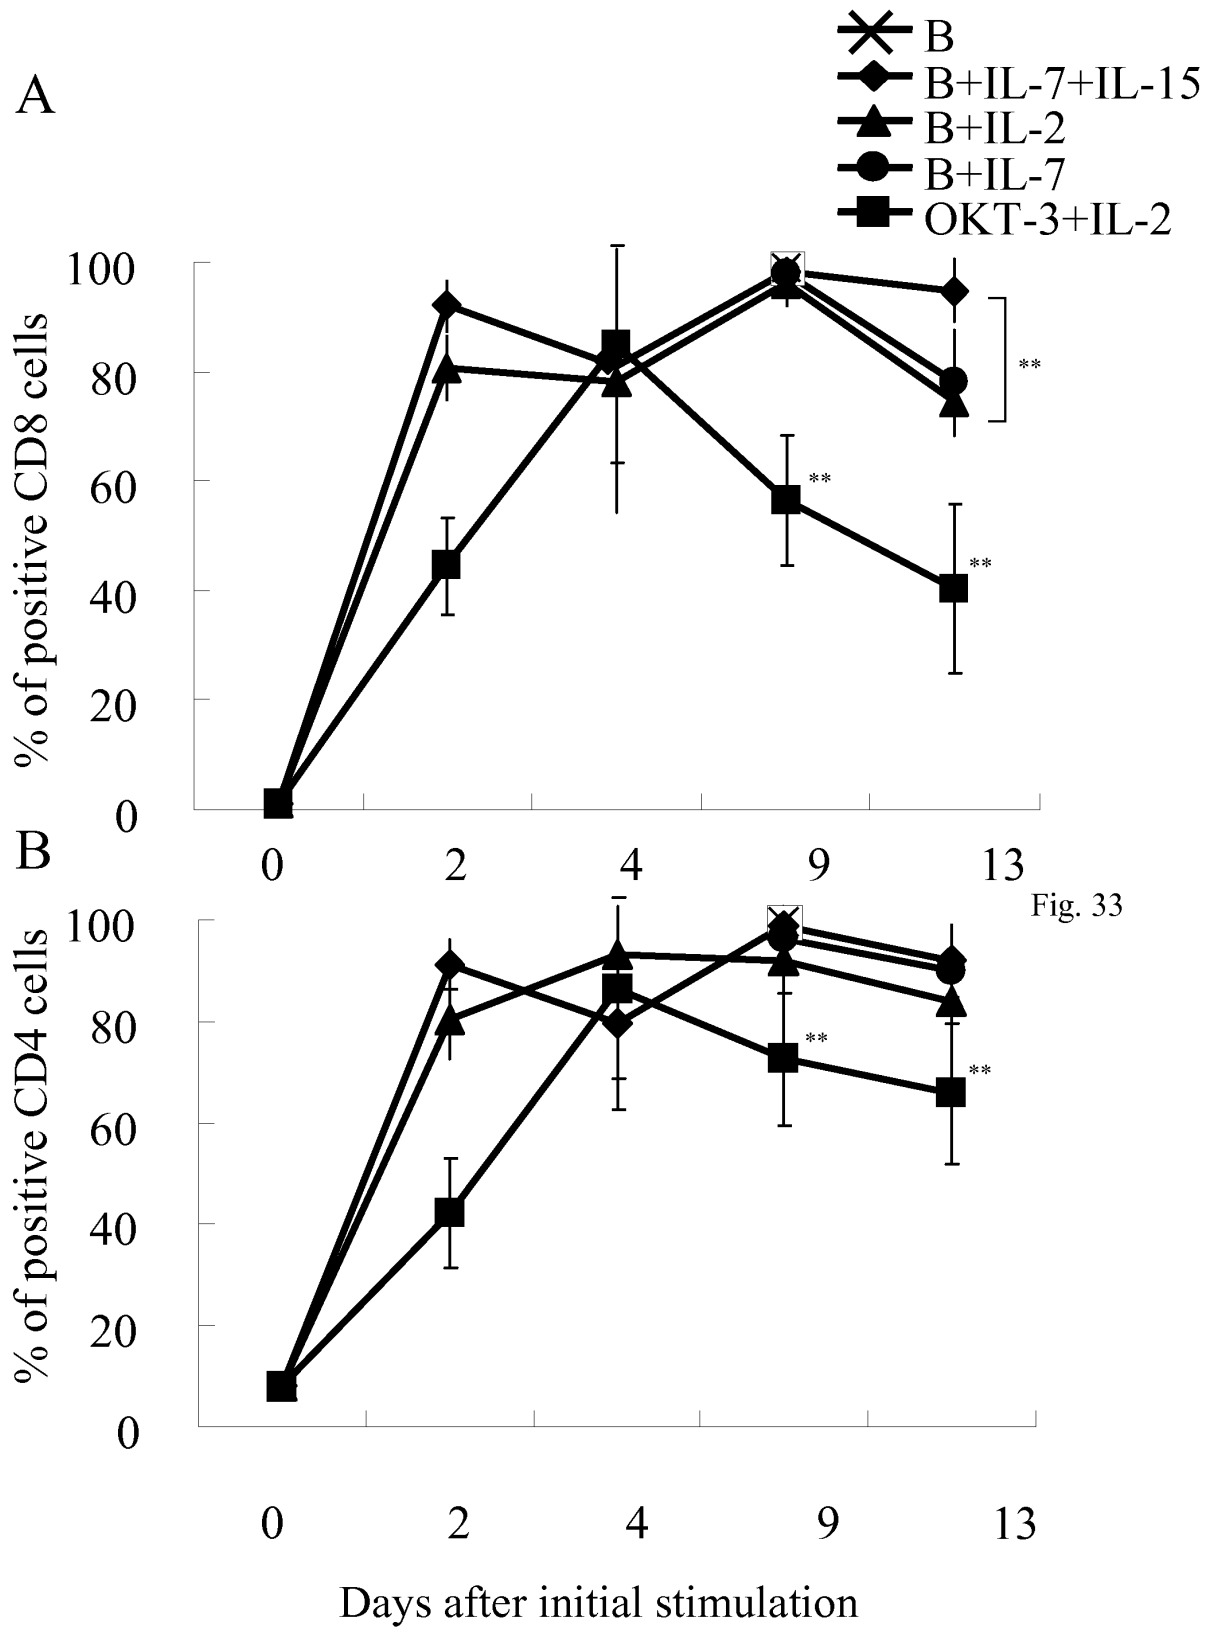 A
B
B+IL-7+IL-15
B+IL-2
B+IL-7
OKT-3+IL-2
% of positive CD8 cells
100
80
60
40
20
0
**
**
**
0 2 4 9 13
Fig. 33
B
% of positive CD4 cells
100
80
60
40
20
0
**
**
0 2 4 9 13
Days after initial stimulation